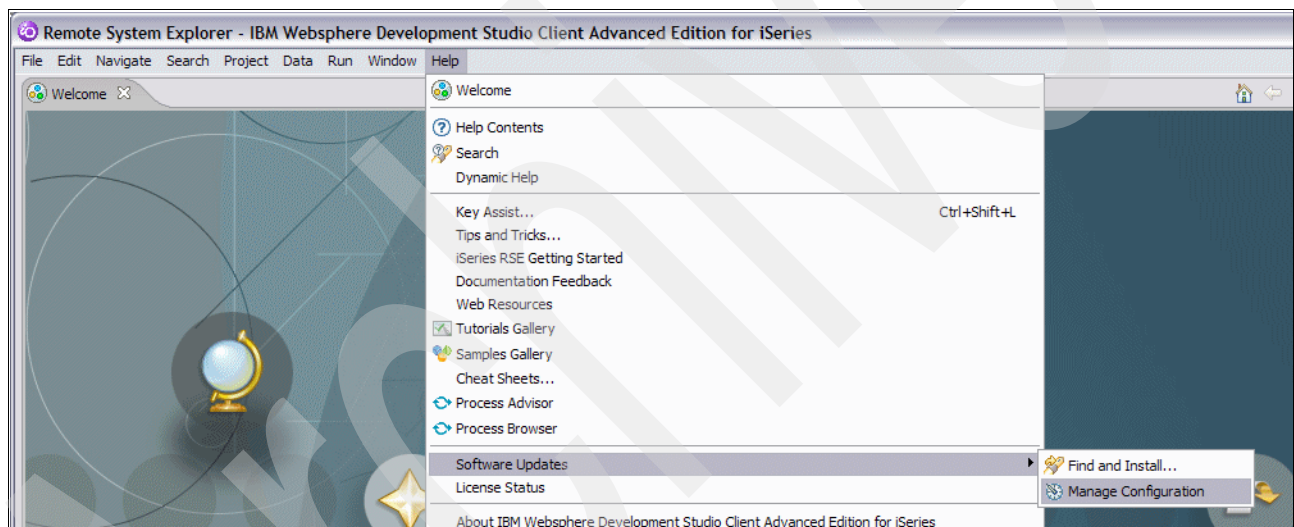 Remote System Explorer - IBM Websphere Development Studio Client Advanced Edition for iSeries
File Edit Navigate Search Project Data Run Window Help
Welcome
Welcome
Help Contents
Search
Dynamic Help
Key Assist... Ctrl+Shift+L
Tips and Tricks...
iSeries RSE Getting Started
Documentation Feedback
Web Resources
Tutorials Gallery
Samples Gallery
Cheat Sheets...
Process Advisor
Process Browser
Software Updates
Find and Install...
License Status
Manage Configuration
About IBM Websphere Development Studio Client Advanced Edition for iSeries